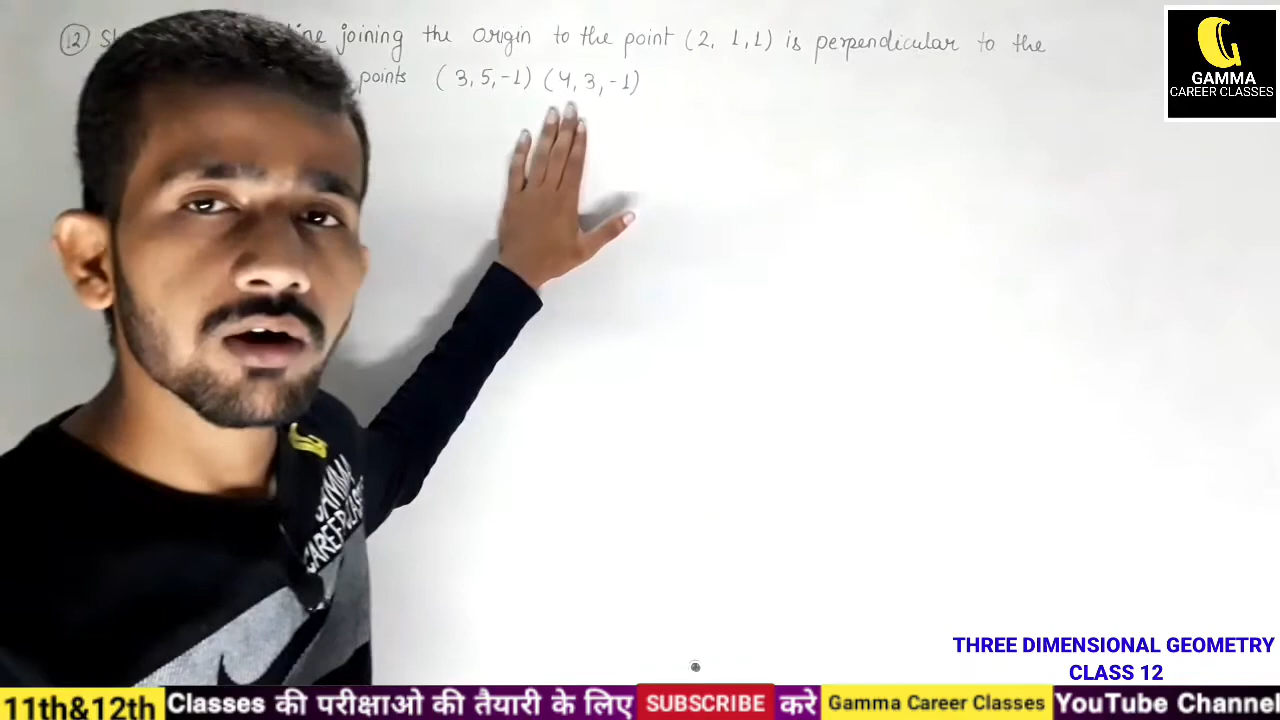 12 line joining the origin to the point (2, 1, 1) is perpendicular to the
points (3, 5, -1) (4, 3, -1)
GAMMA
CAREER CLASSES
THREE DIMENSIONAL GEOMETRY
CLASS 12
11th&12th Classes की परीक्षाओ की तैयारी के लिए SUBSCRIBE करे Gamma Career Classes YouTube Channel